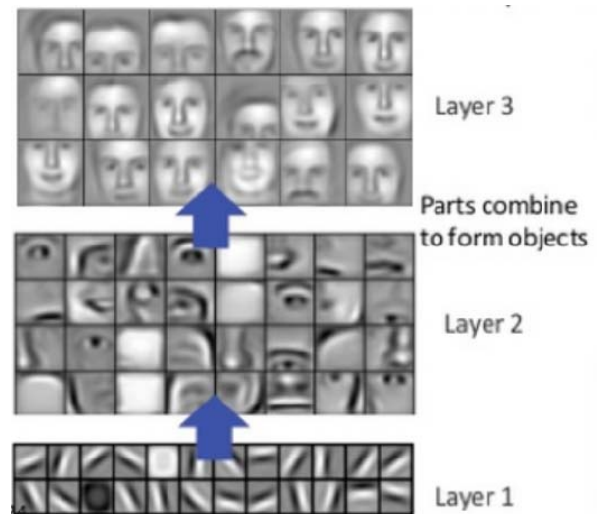 Layer 3
Parts combine
to form objects
Layer 2
Layer 1